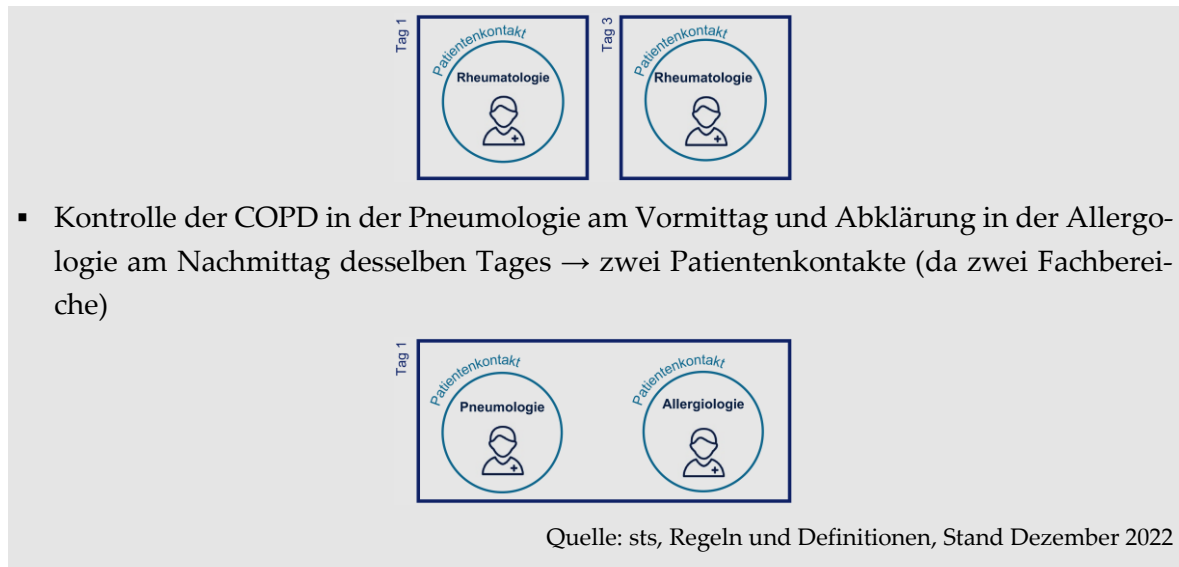 Tag 1
Patientenkontakt
Rheumatologie
Tag 3
Patientenkontakt
Rheumatologie
▪ Kontrolle der COPD in der Pneumologie am Vormittag und Abklärung in der Allergo-
logie am Nachmittag desselben Tages → zwei Patientenkontakte (da zwei Fachberei-
che)
Tag 1
Patientenkontakt
Pneumologie
Patientenkontakt
Allergiologie
Quelle: sts, Regeln und Definitionen, Stand Dezember 2022